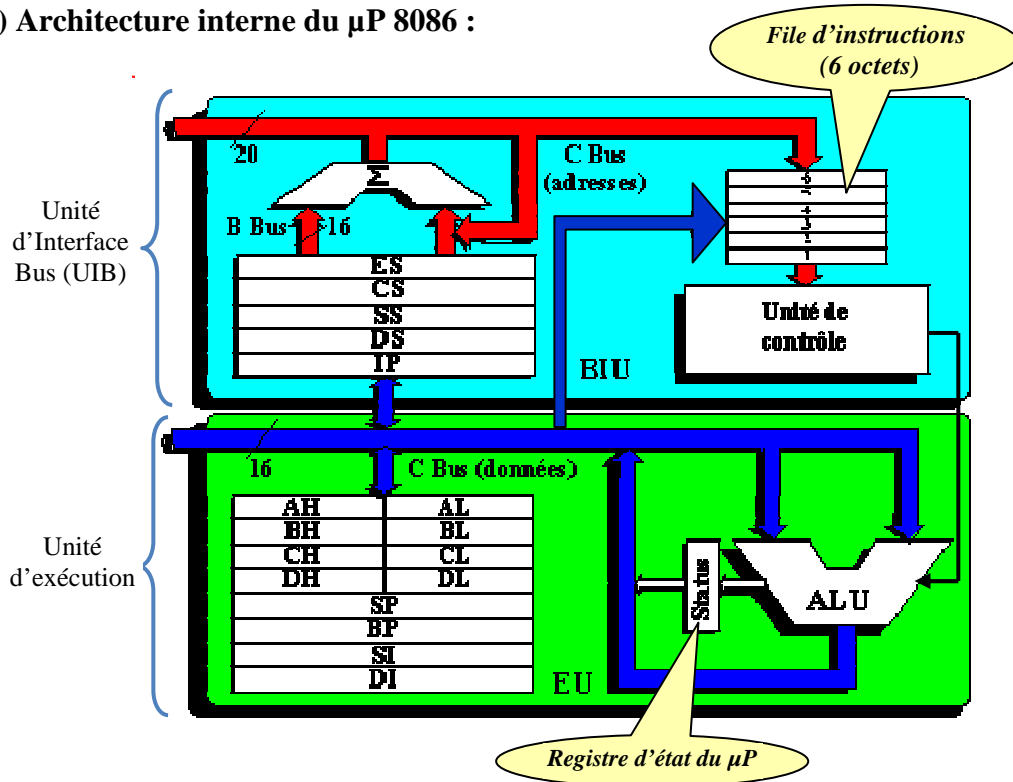 ) Architecture interne du µP 8086 :
File d'instructions
(6 octets)
20
C Bus
(adresses)
Σ
B Bus
16
Unité
d'Interface
Bus (UIB)
ES
CS
SS
DS
IP
Unité de
contrôle
BIU
16
C Bus (données)
AH AL
BH BL
CH CL
DH DL
SP
BP
SI
DI
Unité
d'exécution
Status
ALU
EU
Registre d'état du µP